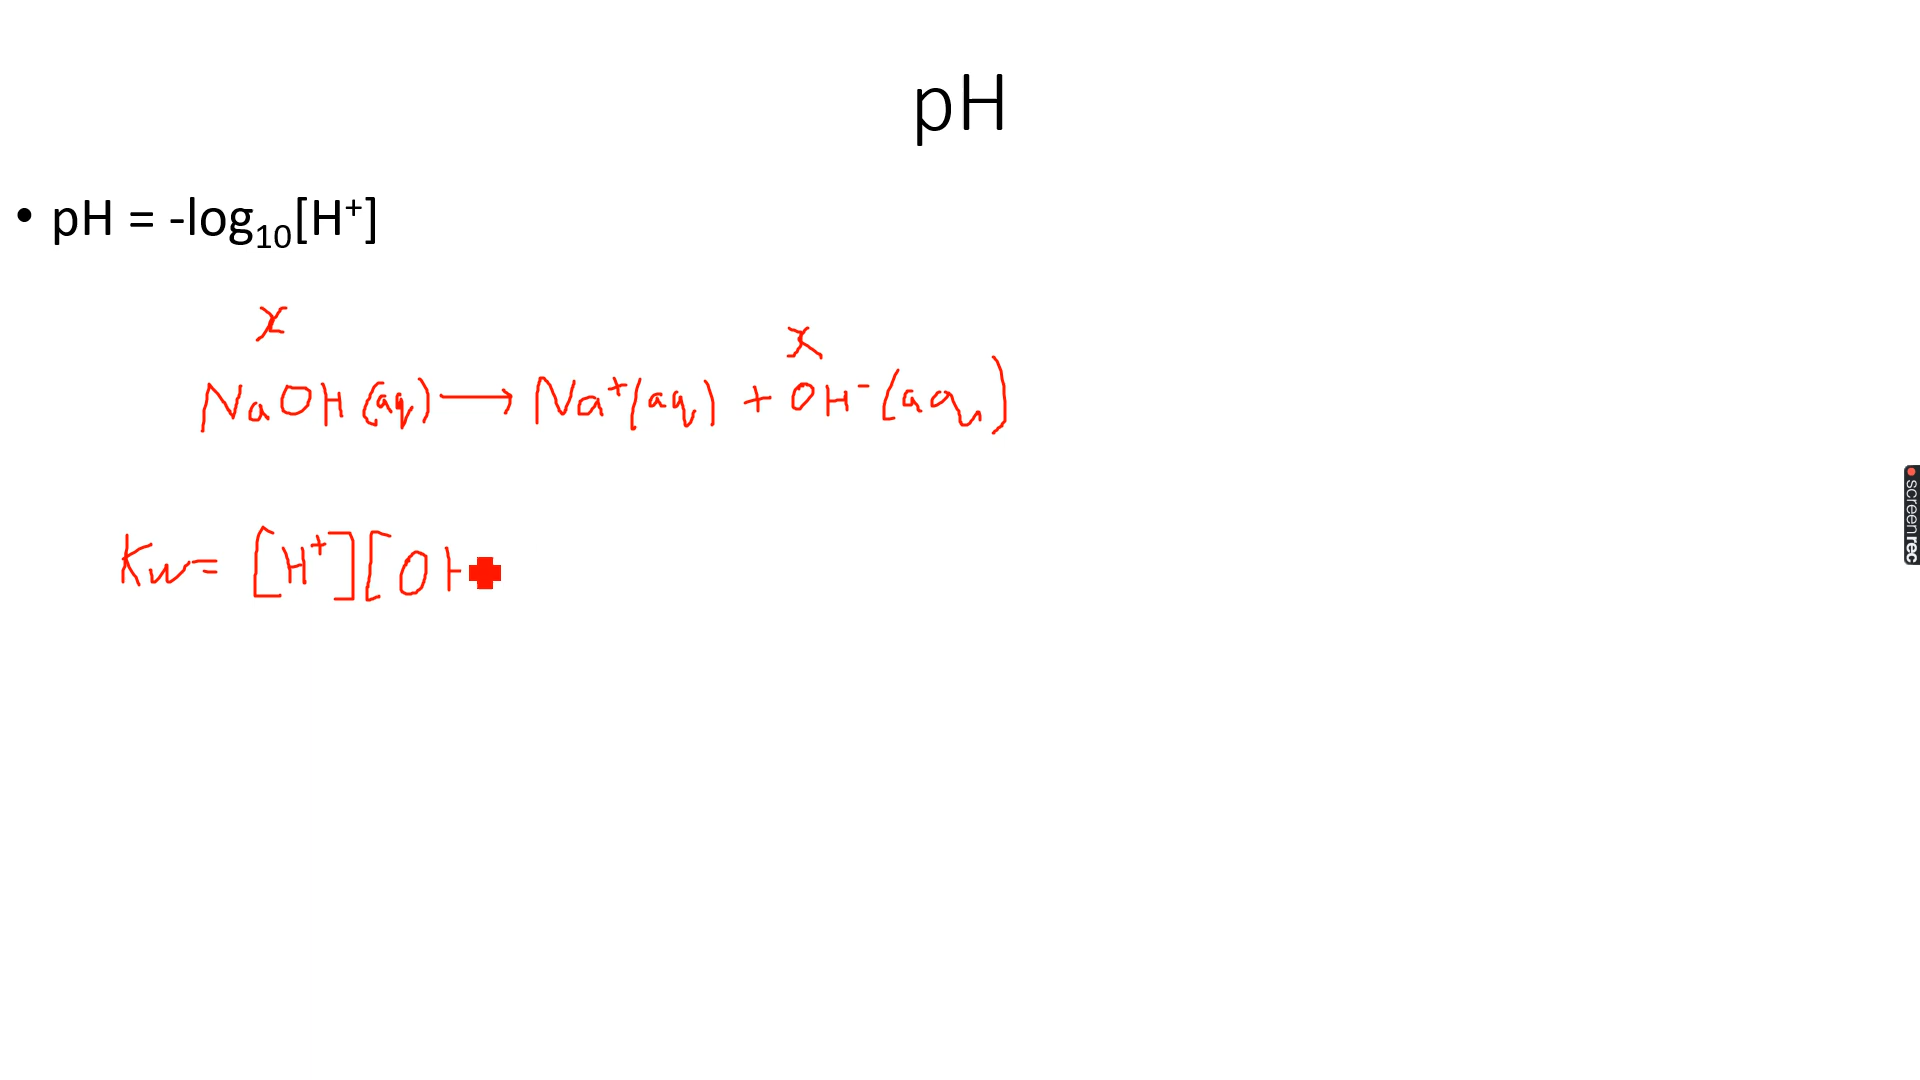 pH
• pH = -log₁₀[H⁺]
x x
NaOH (aq) ⟶ Na⁺(aq) + OH⁻(aq)
Kw = [H⁺][OH
screenrec